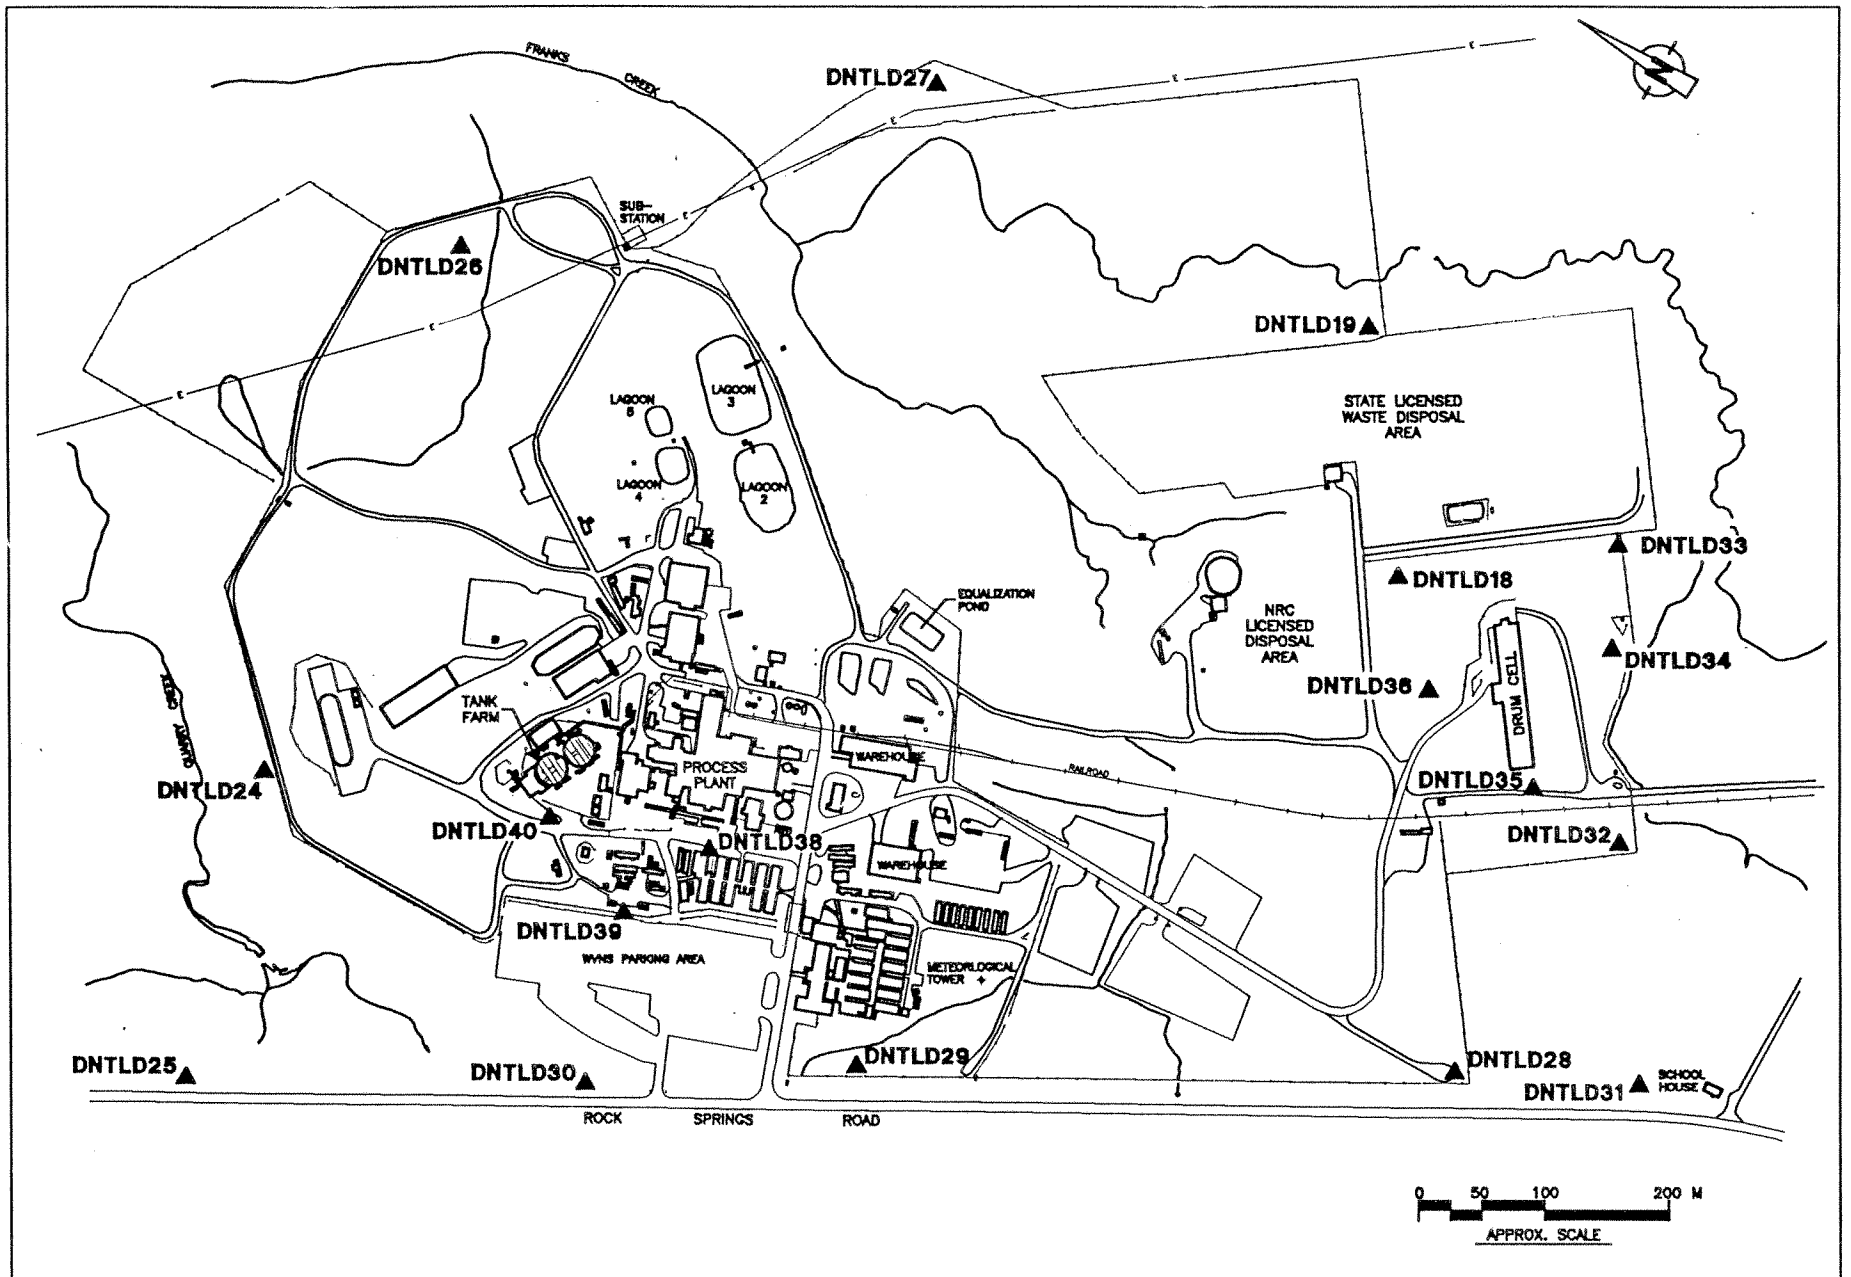 FRANKS
CREEK
DNTLD27
E
E
E
N
SUB-
STATION
E
DNTLD26
E
E
DNTLD19
LAGOON
3
LAGOON
5
STATE LICENSED
WASTE DISPOSAL
AREA
LAGOON
4
LAGOON
2
DNTLD33
DNTLD18
EQUALIZATION
POND
NRC
LICENSED
DISPOSAL
AREA
DNTLD34
DNTLD36
DRUM CELL
QUARRY CREEK
TANK
FARM
PROCESS
PLANT
WAREHOUSE
RAILROAD
DNTLD24
DNTLD35
DNTLD40
DNTLD38
DNTLD32
WAREHOUSE
DNTLD39
WVNS PARKING AREA
METEORLOGICAL
TOWER +
DNTLD25
DNTLD30
DNTLD29
DNTLD28
DNTLD31
SCHOOL
HOUSE
ROCK SPRINGS ROAD
0 50 100 200 M
APPROX. SCALE